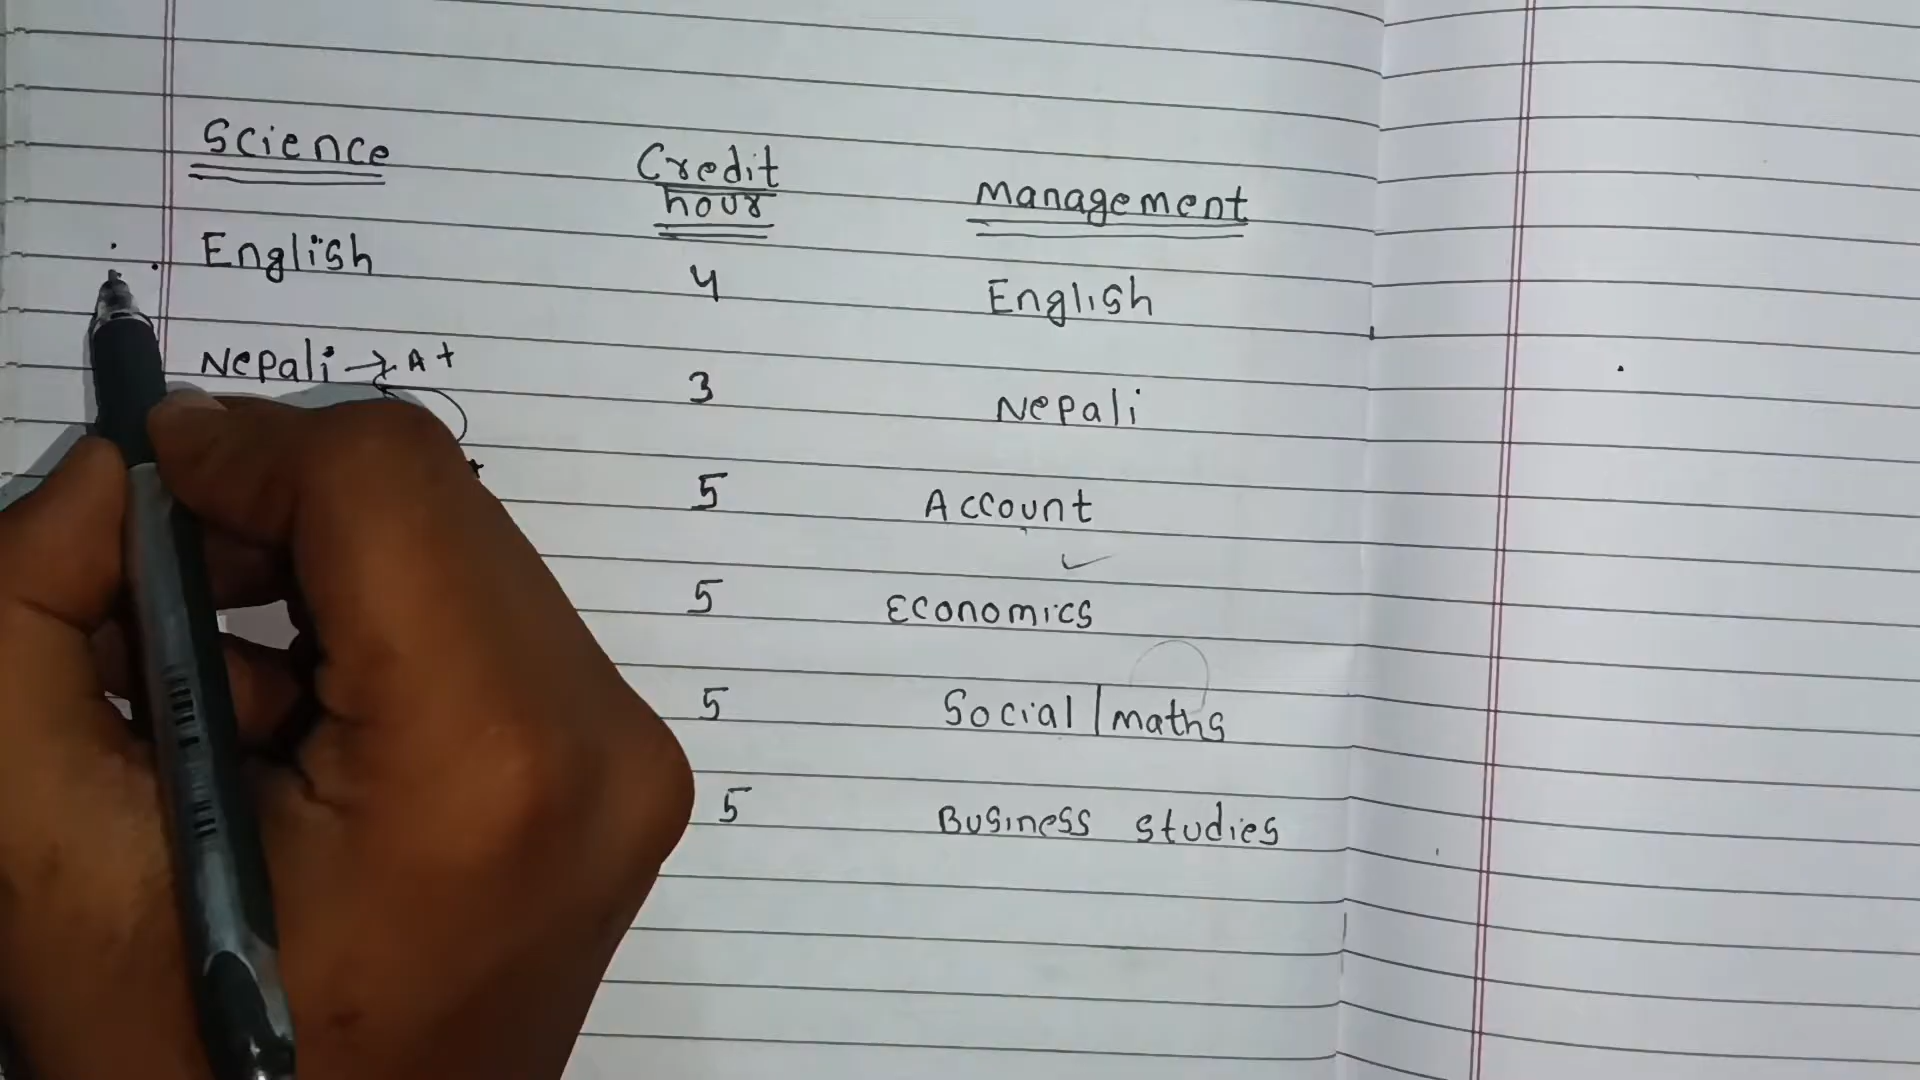 Science Credit hour Management
English 4 English
Nepali → A+ 3 Nepali
5 Account
5 Economics
5 Social | maths
5 Business studies